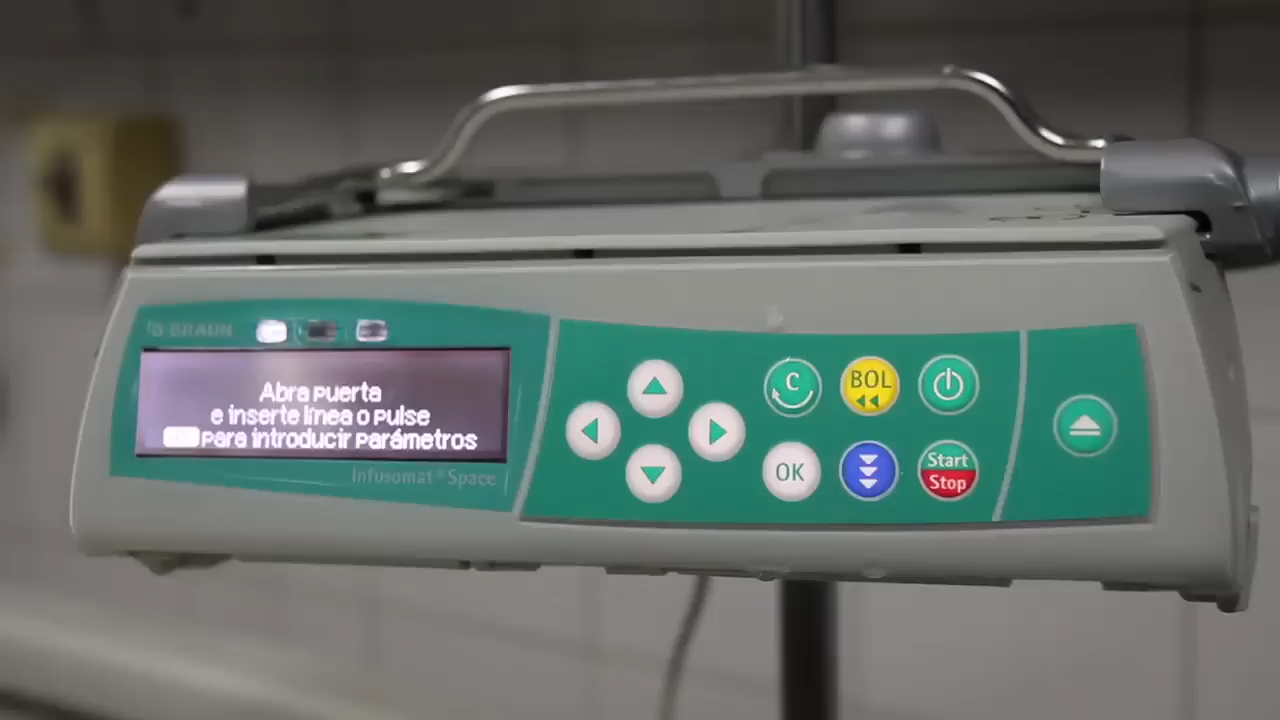 B BRAUN
Abra puerta
e inserte línea o pulse
para introducir parámetros
Infusomat® Space
C
BOL
OK
Start
Stop